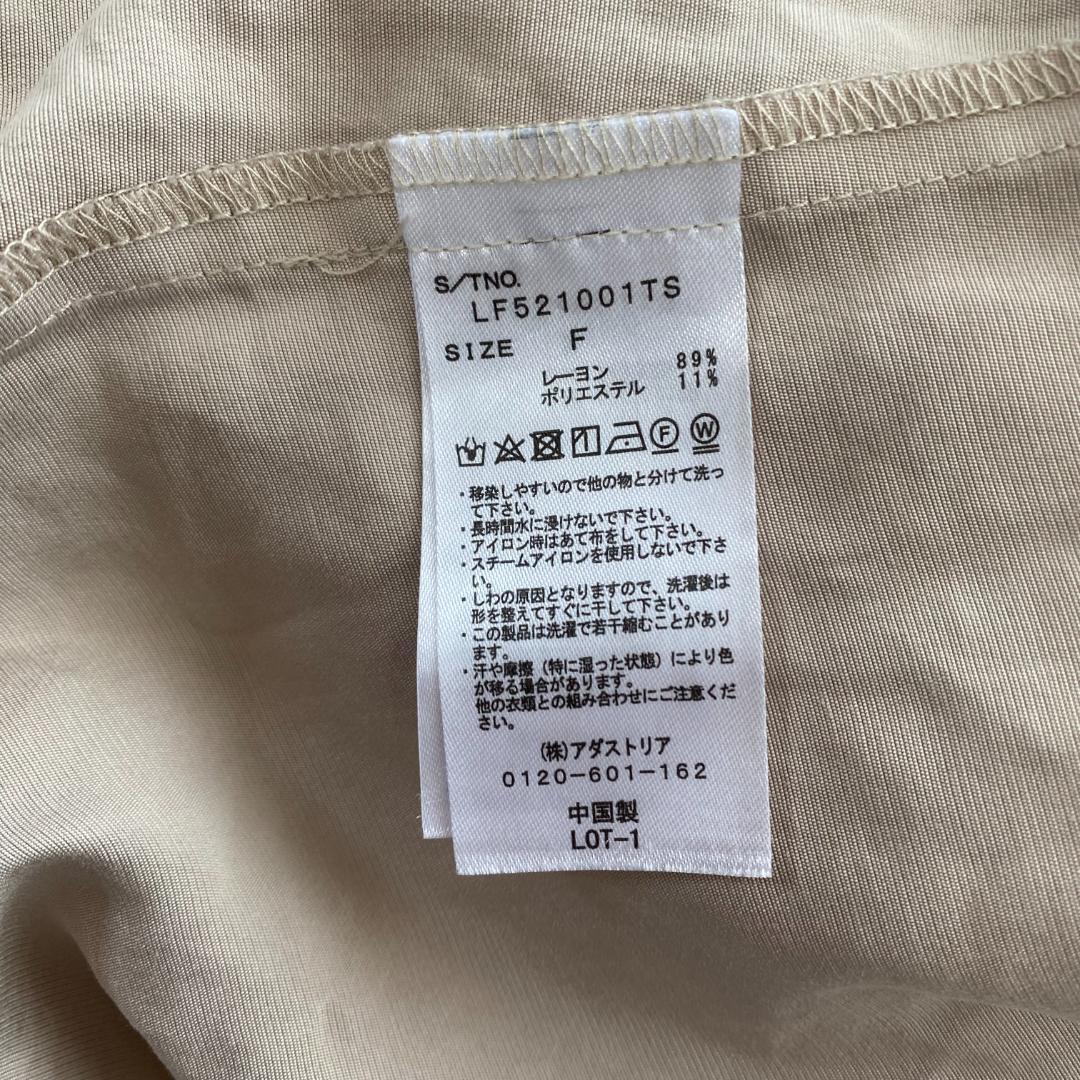 S/TNO.
LF521001TS
SIZE F
レーヨン 89%
ポリエステル 11%
F W
・移染しやすいので他の物と分けて洗っ
て下さい。
・長時間水に浸けないで下さい。
・アイロン時はあて布をして下さい。
・スチームアイロンを使用しないで下さ
い。
・しわの原因となりますので、洗濯後は
形を整えてすぐに干して下さい。
・この製品は洗濯で若干縮むことがあり
ます。
・汗や摩擦(特に湿った状態)により色
が移る場合があります。
他の衣類との組み合わせにご注意くだ
さい。
(株)アダストリア
0120-601-162
中国製
LOT-1